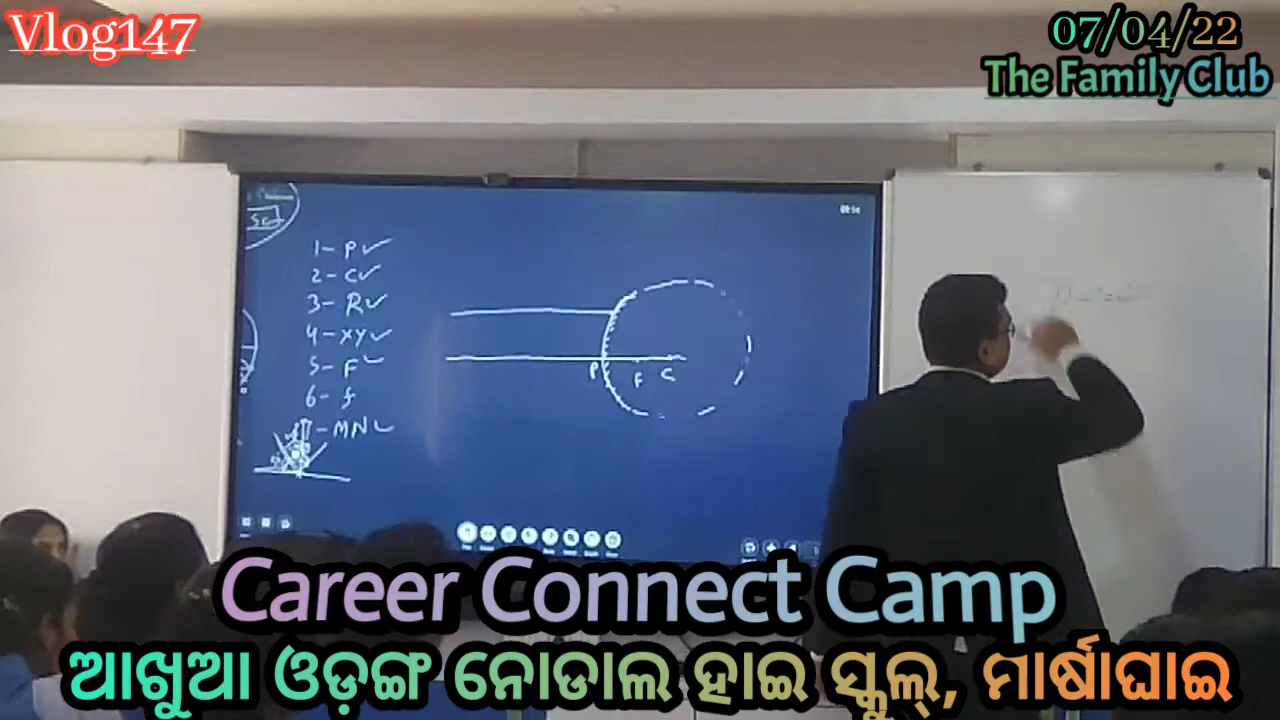 Vlog147
07/04/22
The Family Club
Sc
1- P✓
2- C✓
3- R✓
4- XY✓
5- F✓
6- f
-MN✓
P F C
Career Connect Camp
ଆଖୁଆ ଓଡ଼ଙ୍ଗ ନୋଡାଲ ହାଇ ସ୍କୁଲ୍, ମାର୍ଷାଘାଇ